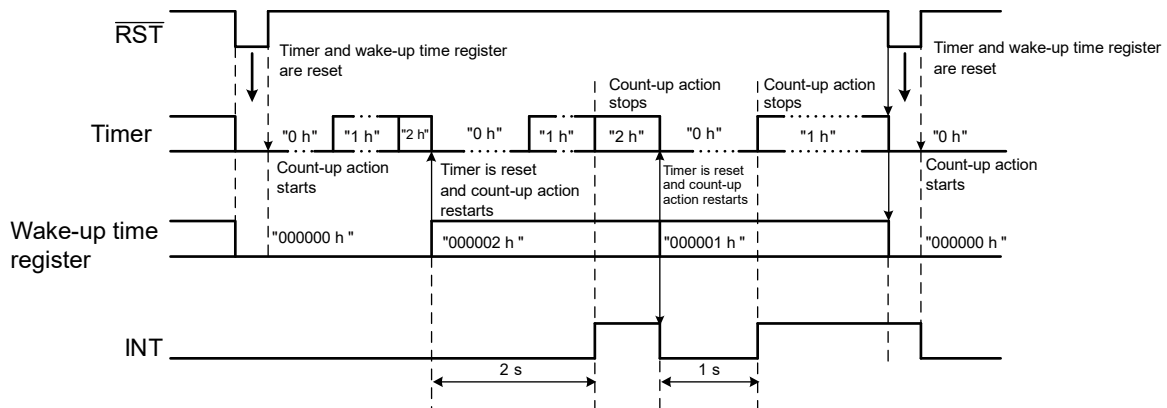 RST
Timer and wake-up time register
are reset
Timer and wake-up time register
are reset
Count-up action
stops
Count-up action
stops
Timer
"0 h"
"1 h"
"2 h"
"0 h"
"1 h"
"2 h"
"0 h"
"1 h"
"0 h"
Count-up action
starts
Timer is reset
and count-up action
restarts
Timer is reset
and count-up
action restarts
Count-up action
starts
Wake-up time
register
"000000 h "
"000002 h "
"000001 h "
"000000 h "
INT
2 s
1 s